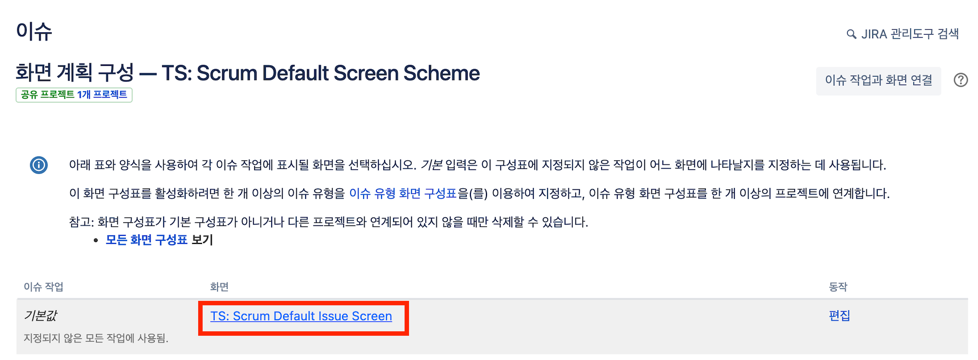 이슈
JIRA 관리도구 검색
화면 계획 구성 — TS: Scrum Default Screen Scheme
공유 프로젝트 1개 프로젝트
이슈 작업과 화면 연결
?
아래 표와 양식을 사용하여 각 이슈 작업에 표시될 화면을 선택하십시오. 기본 입력은 이 구성표에 지정되지 않은 작업이 어느 화면에 나타날지를 지정하는 데 사용됩니다.
이 화면 구성표를 활성화하려면 한 개 이상의 이슈 유형을 이슈 유형 화면 구성표을(를) 이용하여 지정하고, 이슈 유형 화면 구성표를 한 개 이상의 프로젝트에 연계합니다.
참고: 화면 구성표가 기본 구성표가 아니거나 다른 프로젝트와 연계되어 있지 않을 때만 삭제할 수 있습니다.
• 모든 화면 구성표 보기
이슈 작업 화면 동작
기본값 TS: Scrum Default Issue Screen 편집
지정되지 않은 모든 작업에 사용됨.